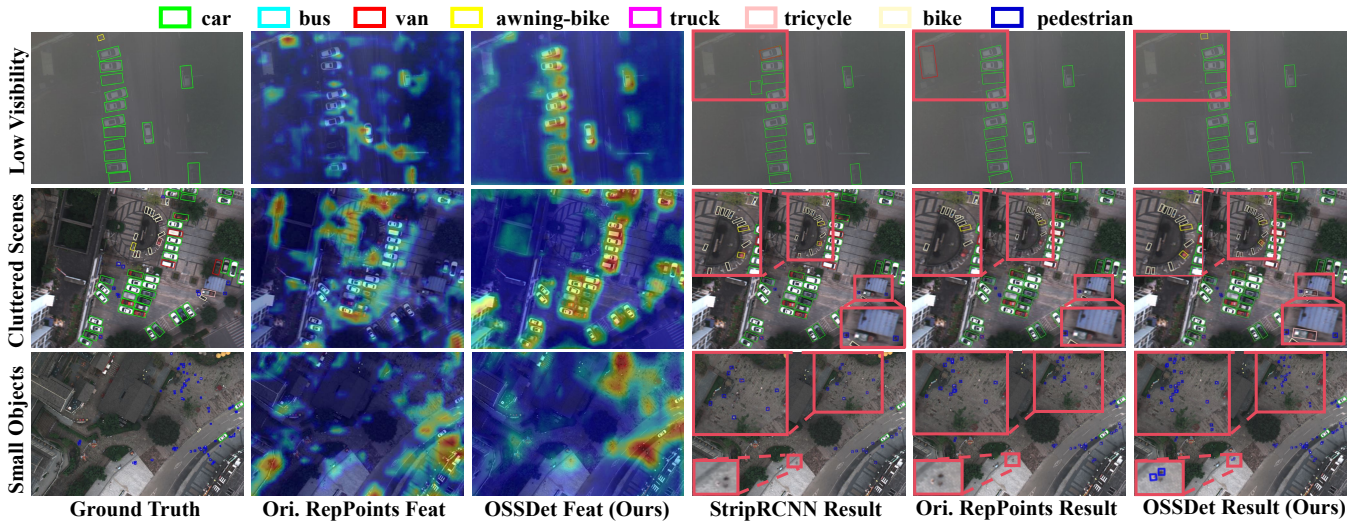 car bus van awning-bike truck tricycle bike pedestrian
Low Visibility
Cluttered Scenes
Small Objects
Ground Truth Ori. RepPoints Feat OSSDet Feat (Ours) StripRCNN Result Ori. RepPoints Result OSSDet Result (Ours)